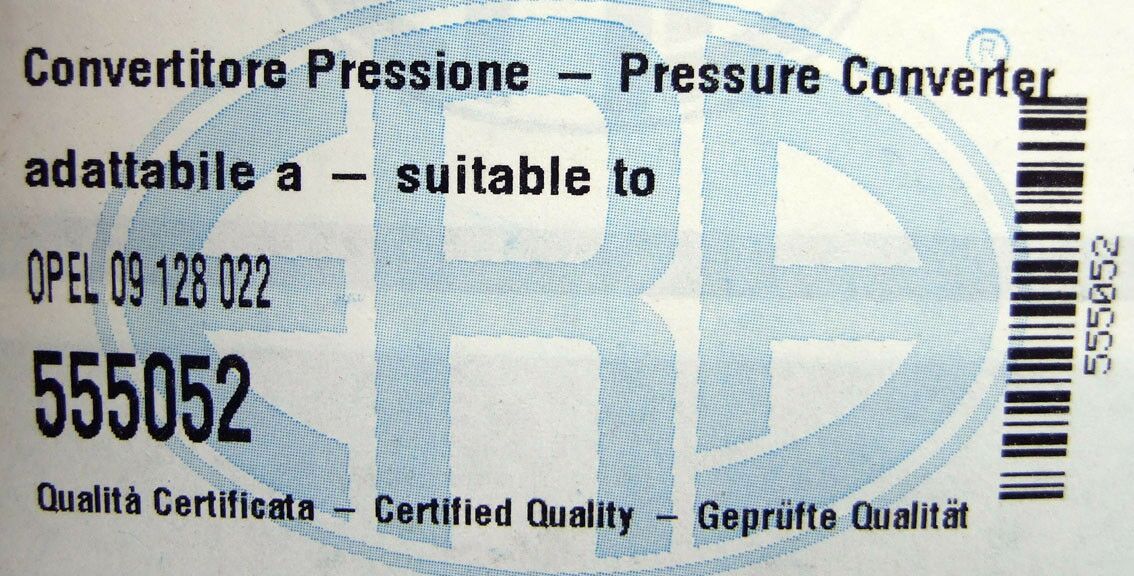 ERA
®
Convertitore Pressione – Pressure Converter
adattabile a – suitable to
OPEL 09 128 022
555052
555052
Qualità Certificata – Certified Quality – Geprüfte Qualität